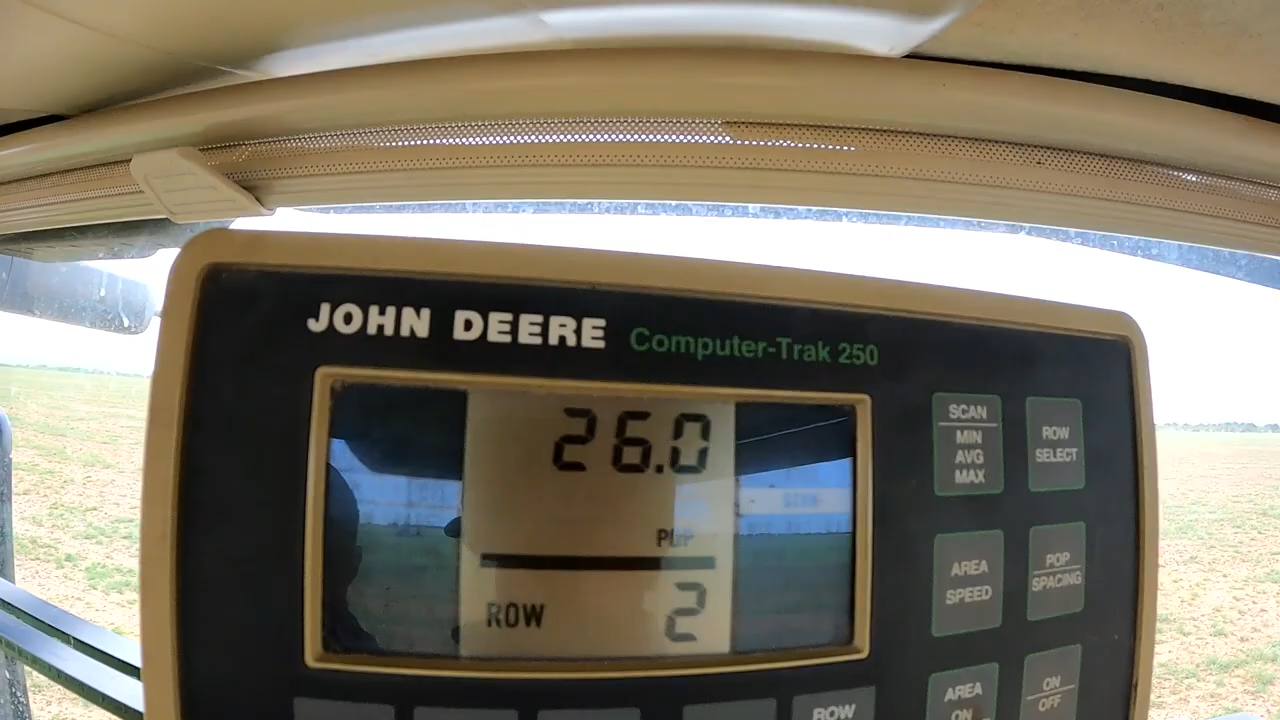 JOHN DEERE Computer-Trak 250
26.0
POP
ROW 2
SCAN
MIN
AVG
MAX
ROW
SELECT
AREA
SPEED
POP
SPACING
AREA
ON
ON
OFF
ROW